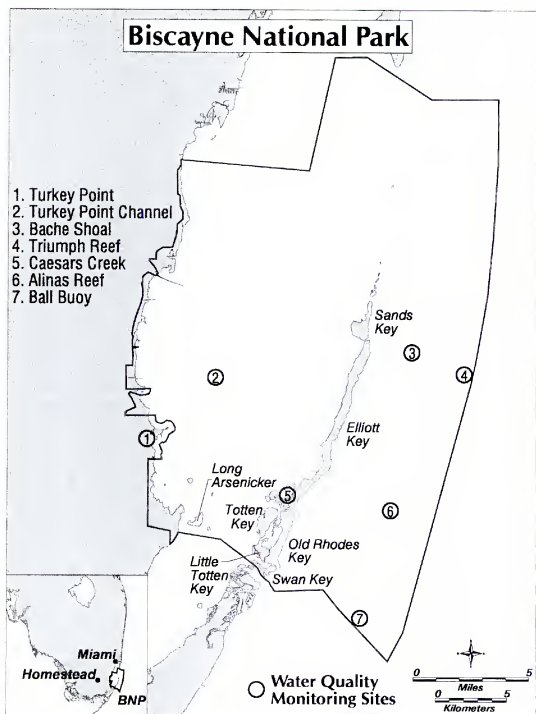 Biscayne National Park
1. Turkey Point
2. Turkey Point Channel
3. Bache Shoal
4. Triumph Reef
5. Caesars Creek
6. Alinas Reef
7. Ball Buoy
Sands
Key
3
2
4
Elliott
Key
1
Long
Arsenicker
5
Totten
Key
6
Old Rhodes
Key
Little
Totten
Key
Swan Key
7
Miami
Homestead
BNP
Water Quality
Monitoring Sites
0 5
Miles
0 5
Kilometers